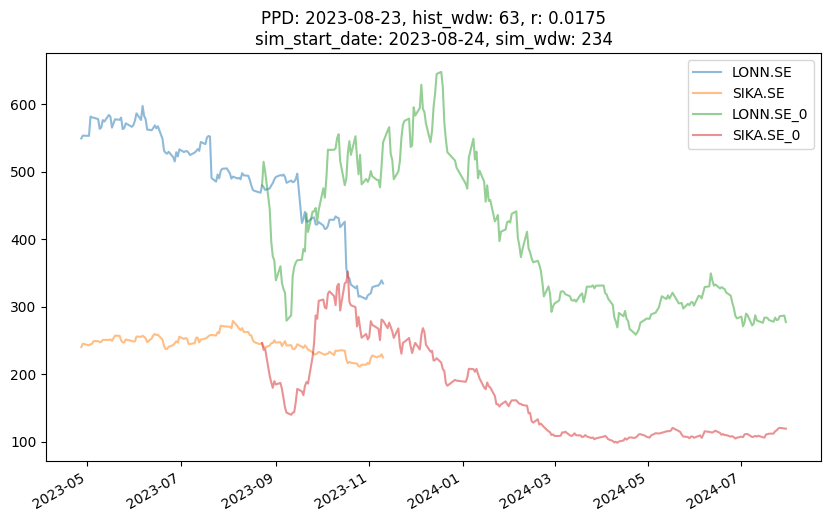 PPD: 2023-08-23, hist_wdw: 63, r: 0.0175
sim_start_date: 2023-08-24, sim_wdw: 234
LONN.SE
SIKA.SE
LONN.SE_0
SIKA.SE_0
600
500
400
300
200
100
2023-05
2023-07
2023-09
2023-11
2024-01
2024-03
2024-05
2024-07